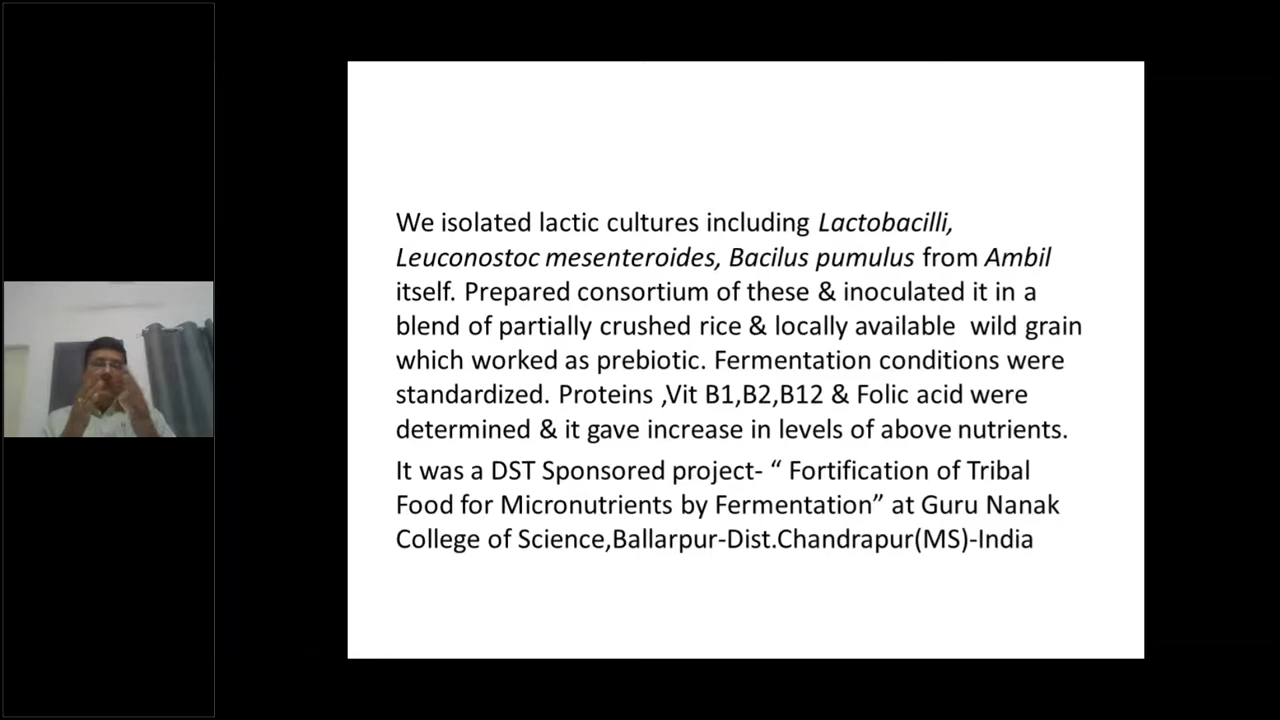 We isolated lactic cultures including Lactobacilli,
Leuconostoc mesenteroides, Bacilus pumulus from Ambil
itself. Prepared consortium of these & inoculated it in a
blend of partially crushed rice & locally available  wild grain
which worked as prebiotic. Fermentation conditions were
standardized. Proteins ,Vit B1,B2,B12 & Folic acid were
determined & it gave increase in levels of above nutrients.
It was a DST Sponsored project- “ Fortification of Tribal
Food for Micronutrients by Fermentation” at Guru Nanak
College of Science,Ballarpur-Dist.Chandrapur(MS)-India